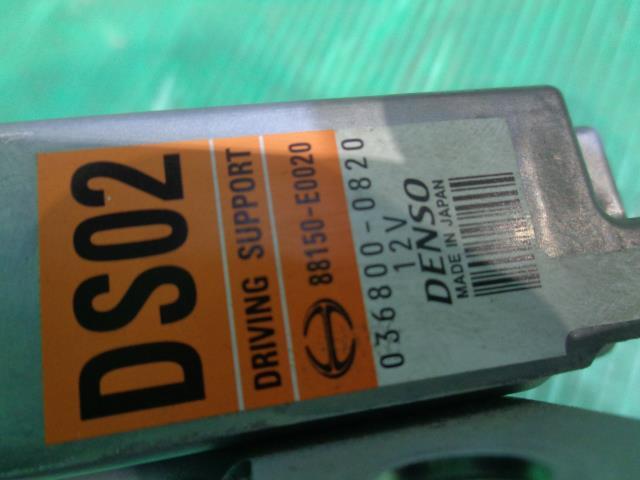 DS02
DRIVING SUPPORT
88150-E0020
036800-0820
12V
DENSO
MADE IN JAPAN